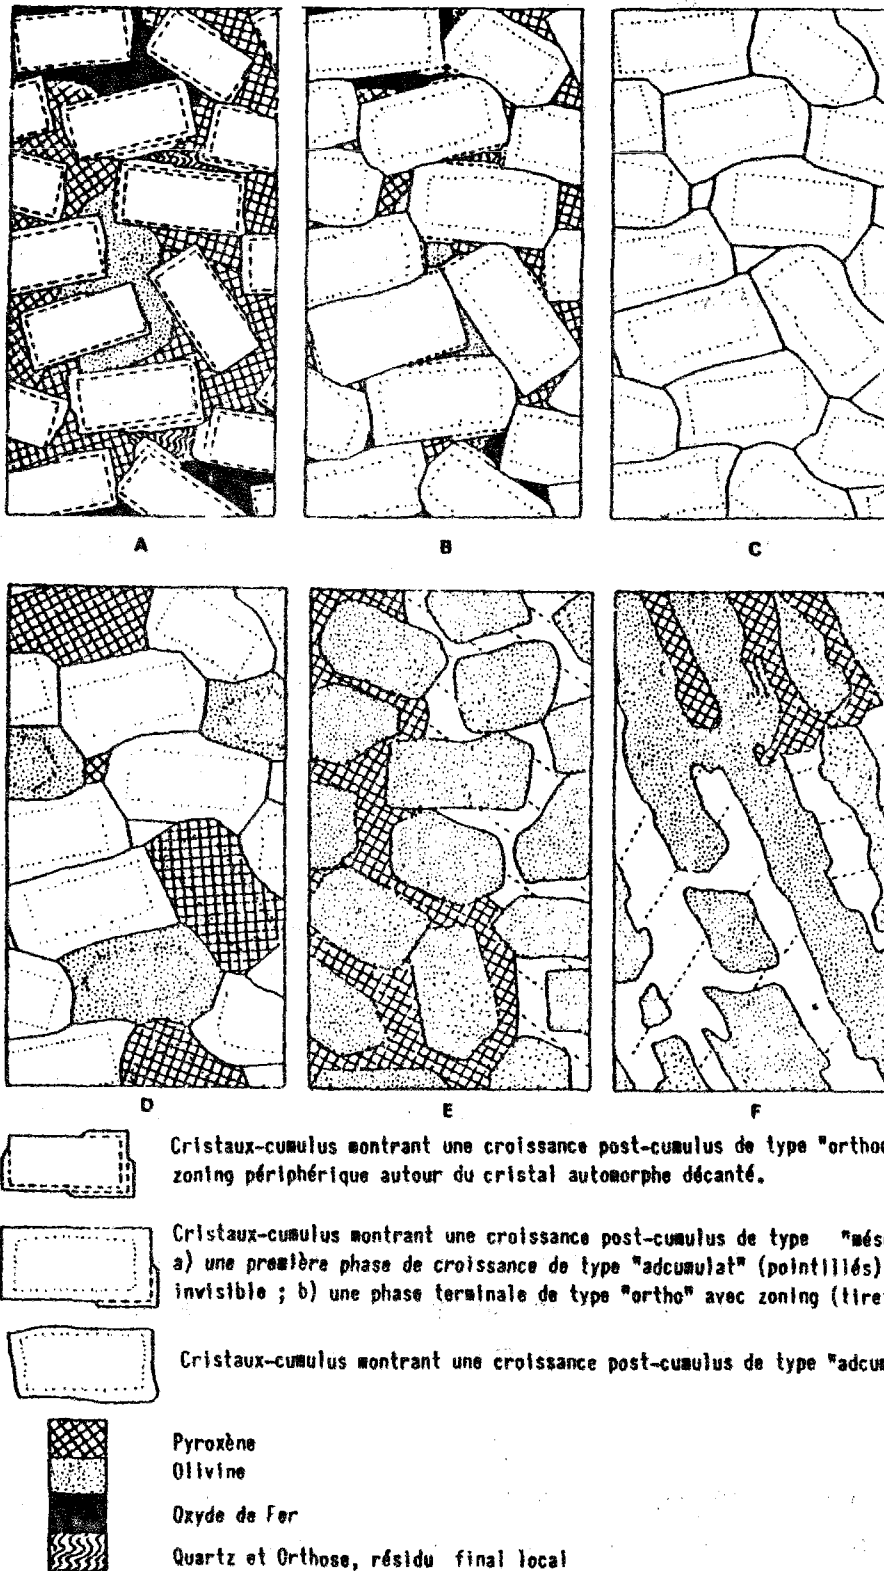 A
B
C
D
E
F
Cristaux-cumulus montrant une croissance post-cumulus de type "ortho
zoning périphérique autour du cristal automorphe décanté.
Cristaux-cumulus montrant une croissance post-cumulus de type "més
a) une première phase de croissance de type "adcumulat" (pointillés)
invisible ; b) une phase terminale de type "ortho" avec zoning (tire
Cristaux-cumulus montrant une croissance post-cumulus de type "adcu
Pyroxène
Olivine
Oxyde de Fer
Quartz et Orthose, résidu final local